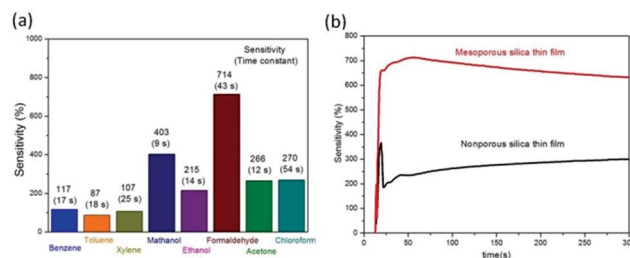 (a)
Sensitivity (%)
1000
800
600
400
200
0
Sensitivity
(Time constant)
117
(17 s)
87
(18 s)
107
(25 s)
403
(9 s)
215
(14 s)
714
(43 s)
266
(12 s)
270
(54 s)
Benzene
Toluene
Xylene
Mathanol
Ethanol
Formaldehyde
Acetone
Chloroform
(b)
Sensitivity (%)
800
700
600
500
400
300
200
100
0
Mesoporous silica thin film
Nonporous silica thin film
0 50 100 150 200 250 300
time(s)